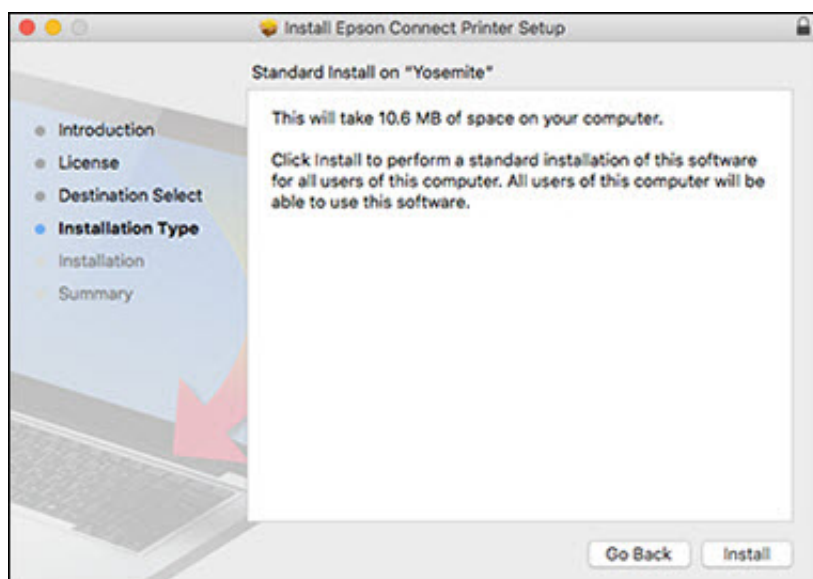 Install Epson Connect Printer Setup
Standard Install on "Yosemite"
Introduction
License
Destination Select
Installation Type
Installation
Summary
This will take 10.6 MB of space on your computer.
Click Install to perform a standard installation of this software
for all users of this computer. All users of this computer will be
able to use this software.
Go Back
Install